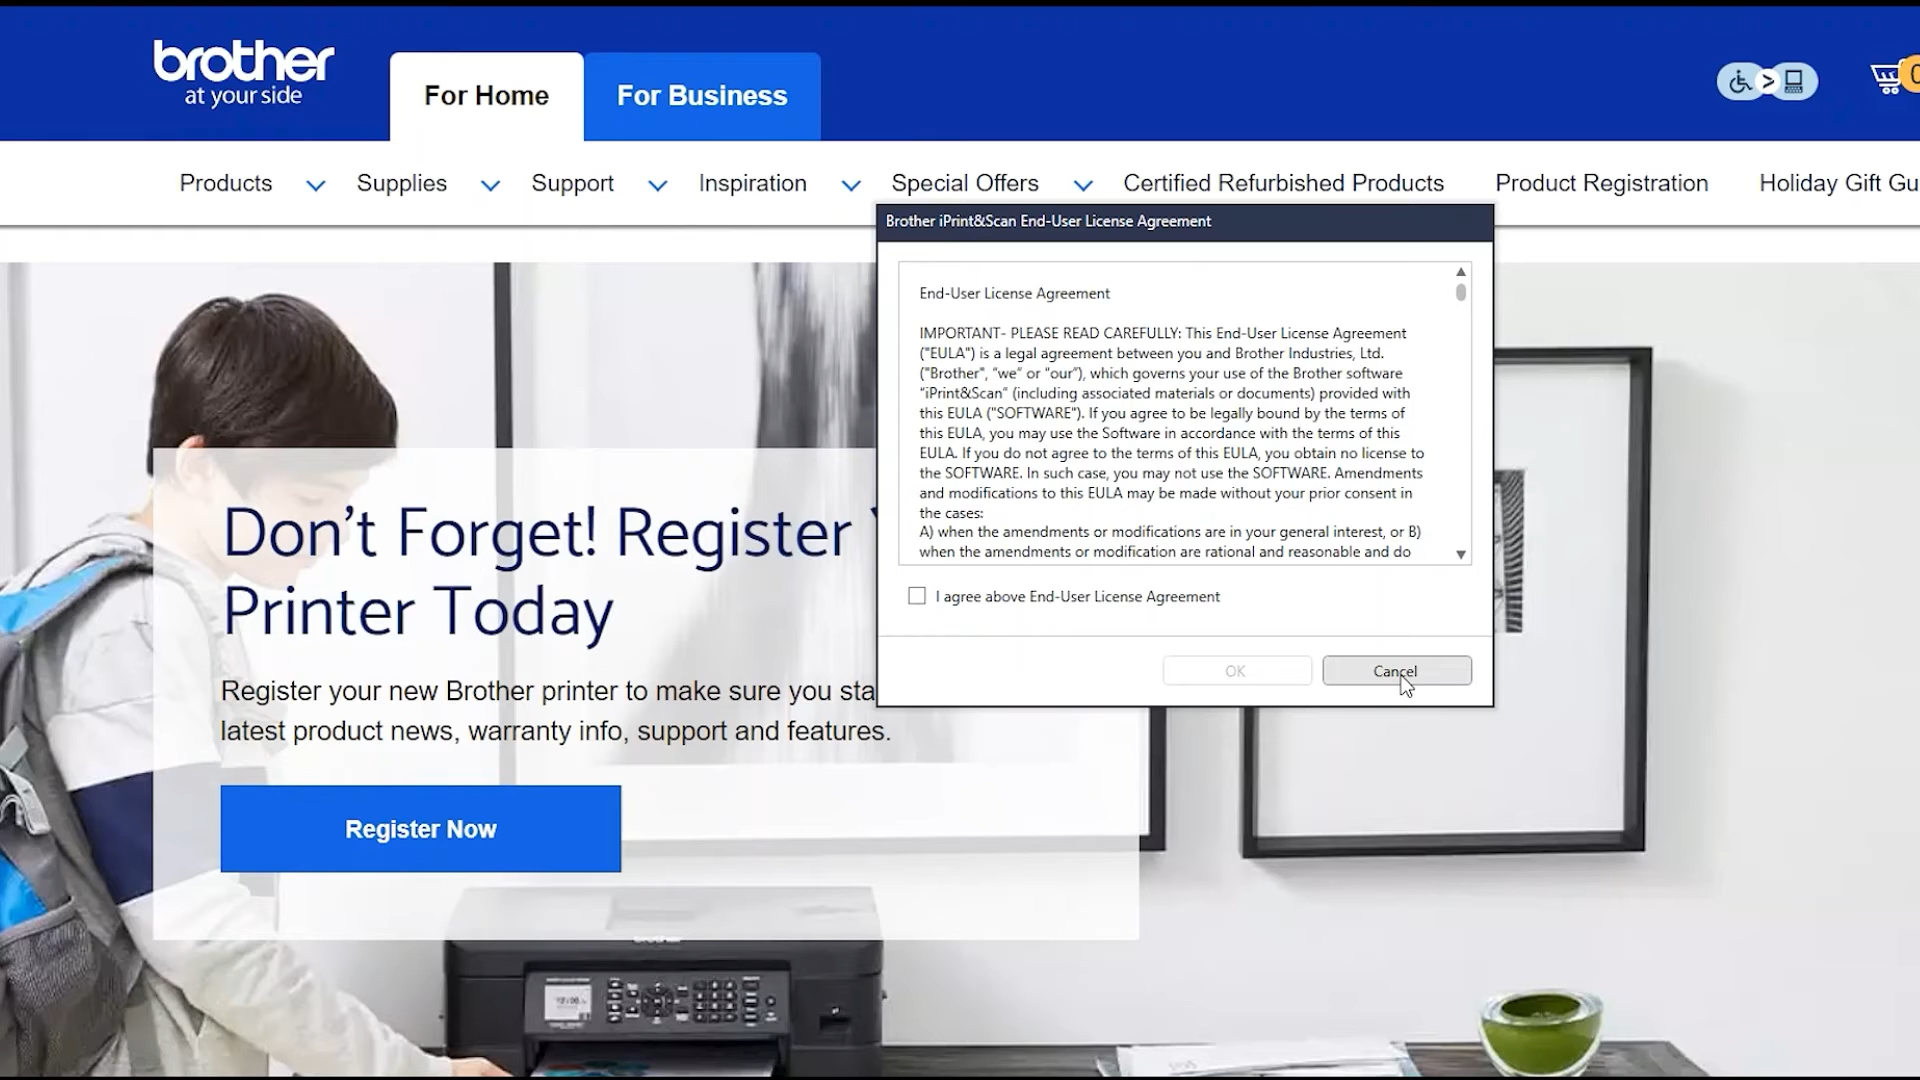 brother
at your side
For Home
For Business
Products
Supplies
Support
Inspiration
Special Offers
Certified Refurbished Products
Product Registration
Holiday Gift Gu
Brother iPrint&Scan End-User License Agreement
End-User License Agreement
IMPORTANT- PLEASE READ CAREFULLY: This End-User License Agreement
("EULA") is a legal agreement between you and Brother Industries, Ltd.
("Brother", "we" or "our"), which governs your use of the Brother software
"iPrint&Scan" (including associated materials or documents) provided with
this EULA ("SOFTWARE"). If you agree to be legally bound by the terms of
this EULA, you may use the Software in accordance with the terms of this
EULA. If you do not agree to the terms of this EULA, you obtain no license to
the SOFTWARE. In such case, you may not use the SOFTWARE. Amendments
and modifications to this EULA may be made without your prior consent in
the cases:
A) when the amendments or modifications are in your general interest, or B)
when the amendments or modification are rational and reasonable and do
I agree above End-User License Agreement
OK
Cancel
Don't Forget! Register
Printer Today
Register your new Brother printer to make sure you sta
latest product news, warranty info, support and features.
Register Now
brother